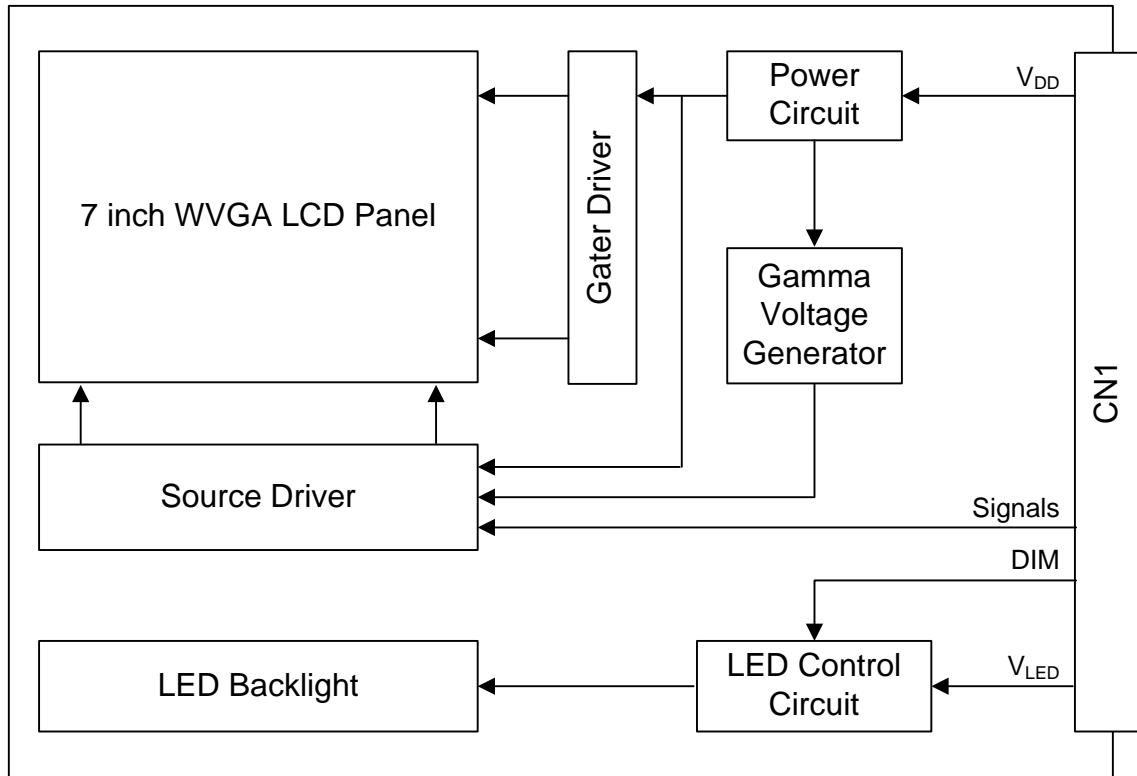 7 inch WVGA LCD Panel
Gater Driver
Power
Circuit
V_DD
Gamma
Voltage
Generator
CN1
Source Driver
Signals
DIM
LED Backlight
LED Control
Circuit
V_LED